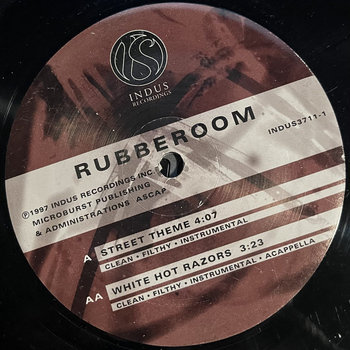 INDUS
RECORDINGS
RUBBEROOM
INDUS3711-1
℗1997 INDUS RECORDINGS INC
MICROBURST PUBLISHING
& ADMINISTRATIONS ASCAP
A STREET THEME 4:07
CLEAN • FILTHY • INSTRUMENTAL
AA WHITE HOT RAZORS 3:23
CLEAN • FILTHY • INSTRUMENTAL • ACAPPELLA